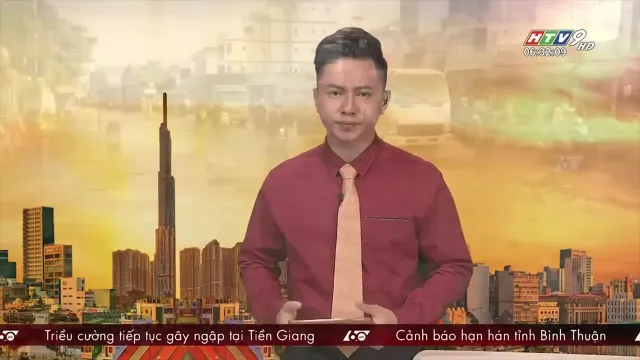 HTV9 HD
06:32:09
Triều cường tiếp tục gây ngập tại Tiền Giang 60 Cảnh báo hạn hán tỉnh Bình Thuận